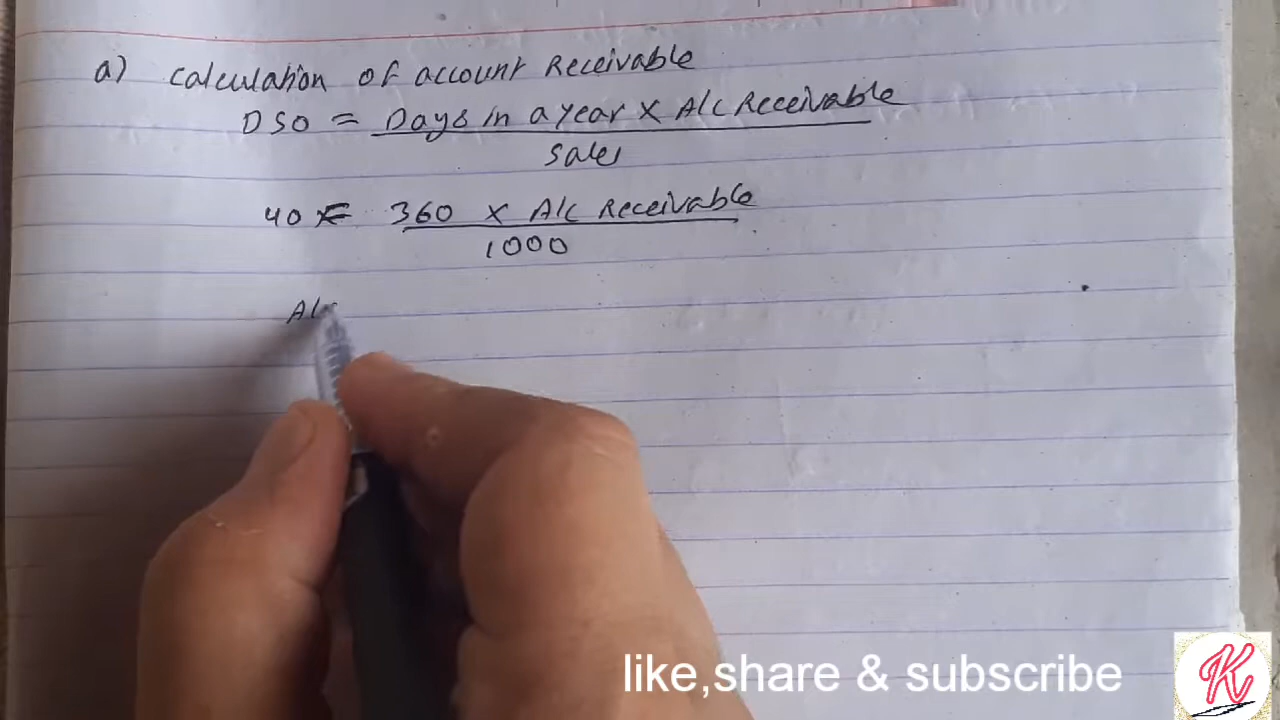 a) Calculation of account Receivable
DSO = Days in a year X A/C Receivable
Sales
40 = 360 X A/C Receivable
1000
A/C
like,share & subscribe
K